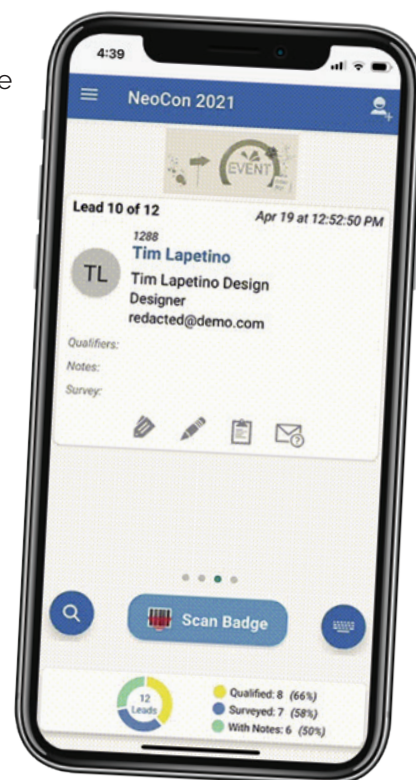 e
4:39
NeoCon 2021
EVENT
Lead 10 of 12
Apr 19 at 12:52:50 PM
1288
Tim Lapetino
TL
Tim Lapetino Design
Designer
redacted@demo.com
Qualifiers:
Notes:
Survey:
Scan Badge
12
Leads
Qualified: 8 (66%)
Surveyed: 7 (58%)
With Notes: 6 (50%)